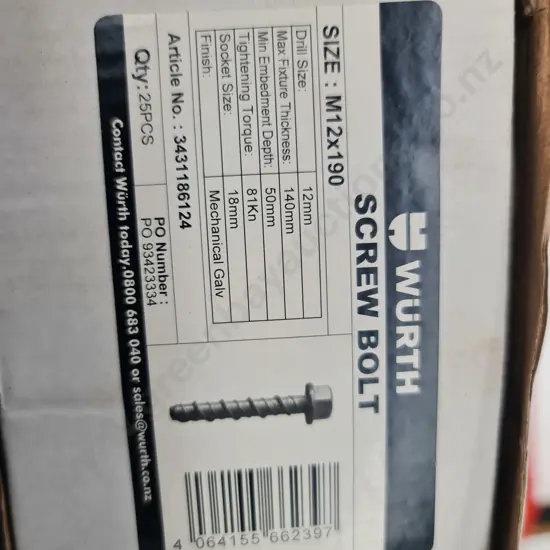 WÜRTH
SCREW BOLT
SIZE : M12x190
Drill Size: 12mm
Max Fixture Thickness: 140mm
Min Embedment Depth: 50mm
Tightening Torque: 81Kn
Socket Size: 18mm
Finish: Mechanical Galv
Article No. : 3431186124
PO Number :
Qty: 25PCS
PO 93423334
Contact Würth today.0800 683 040 or sales@wurth.co.nz
4 064155 662397